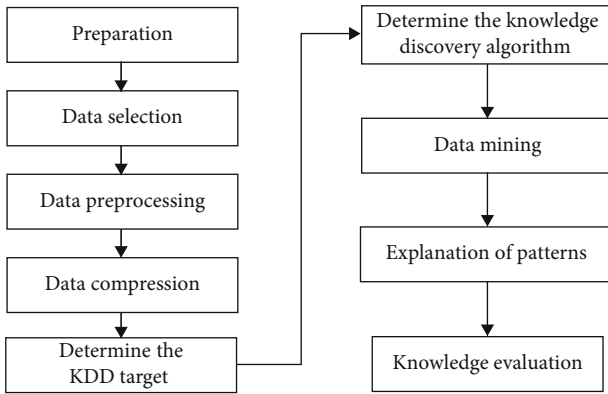 Preparation
Data selection
Data preprocessing
Data compression
Determine the
KDD target
Determine the knowledge
discovery algorithm
Data mining
Explanation of patterns
Knowledge evaluation